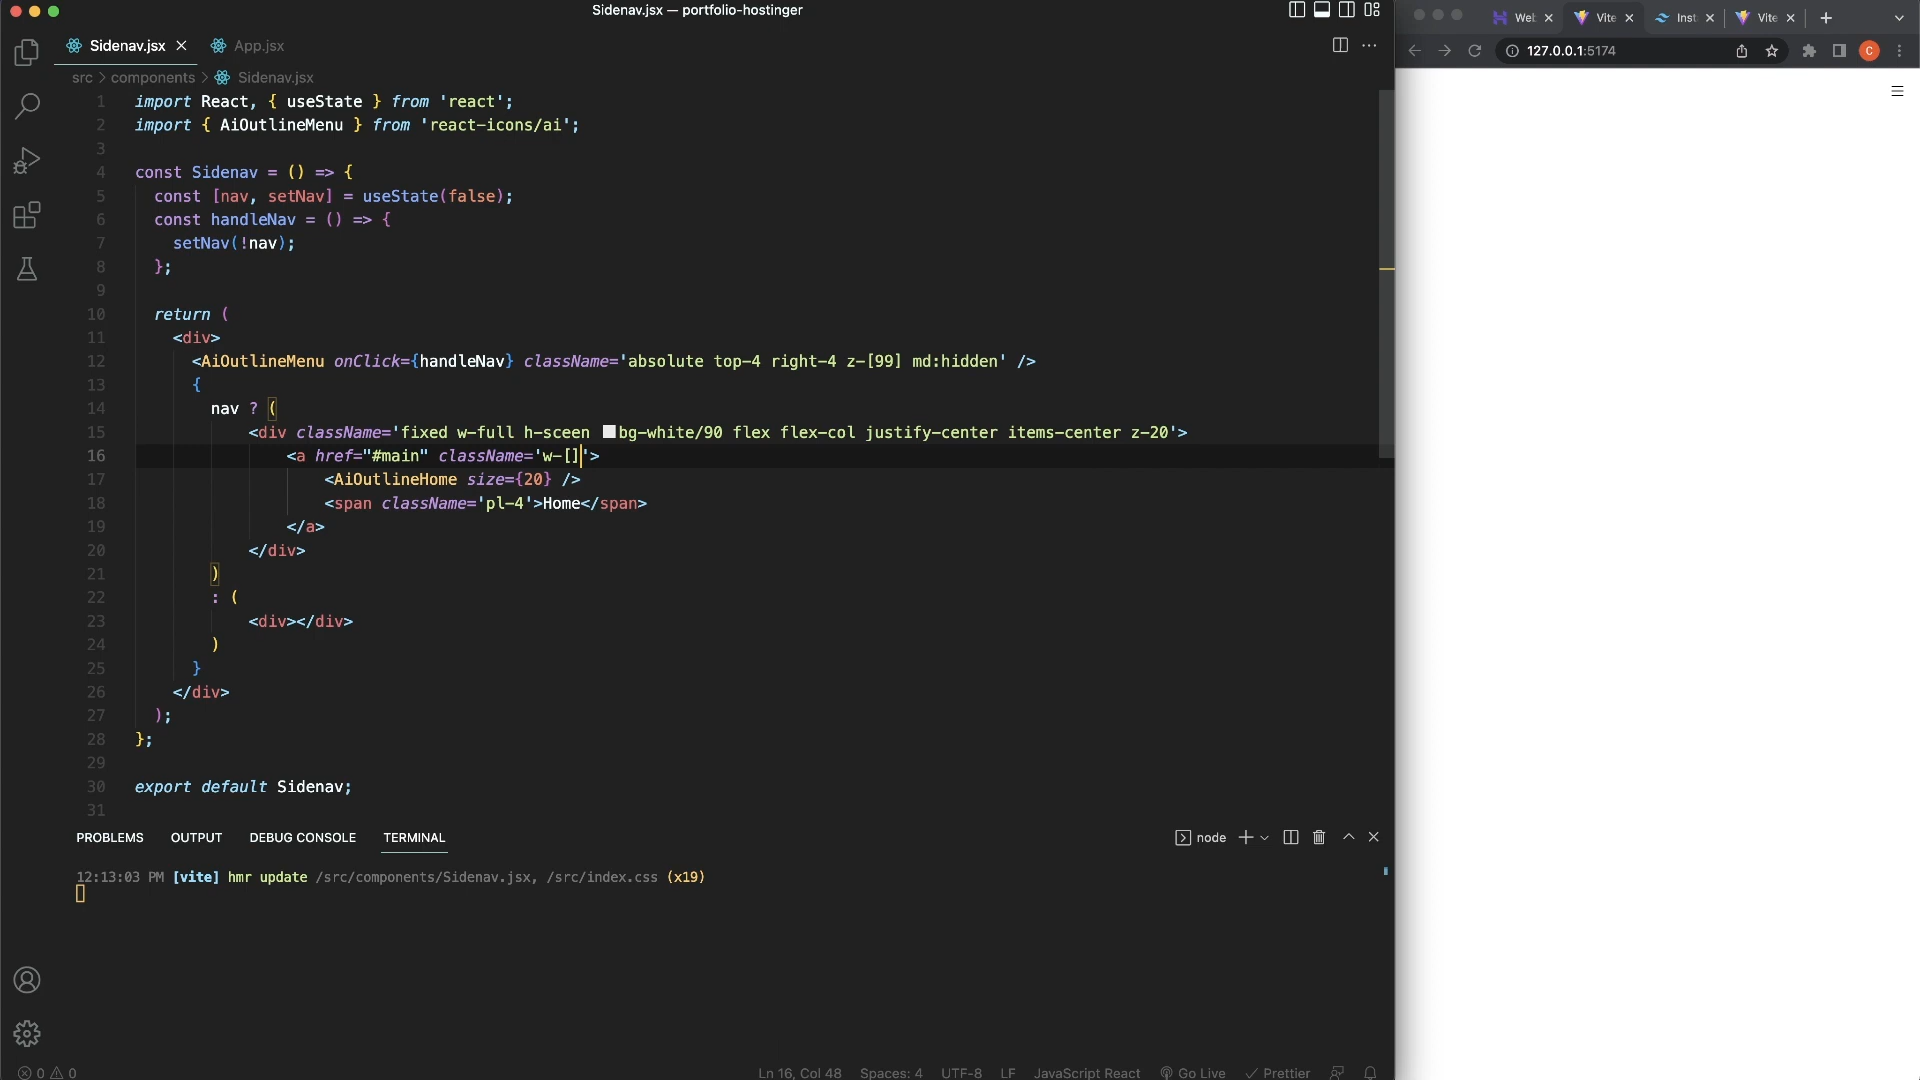 Sidenav.jsx — portfolio-hostinger
Sidenav.jsx
App.jsx
src > components > Sidenav.jsx
1 import React, { useState } from 'react';
2 import { AiOutlineMenu } from 'react-icons/ai';
3
4 const Sidenav = () => {
5 const [nav, setNav] = useState(false);
6 const handleNav = () => {
7 setNav(!nav);
8 };
9
10 return (
11 <div>
12 <AiOutlineMenu onClick={handleNav} className='absolute top-4 right-4 z-[99] md:hidden' />
13 {
14 nav ? (
15 <div className='fixed w-full h-sceen bg-white/90 flex flex-col justify-center items-center z-20'>
16 <a href="#main" className='w-[]'>
17 <AiOutlineHome size={20} />
18 <span className='pl-4'>Home</span>
19 </a>
20 </div>
21 )
22 : (
23 <div></div>
24 )
25 }
26 </div>
27 );
28 };
29
30 export default Sidenav;
31
PROBLEMS OUTPUT DEBUG CONSOLE TERMINAL
node
12:13:03 PM [vite] hmr update /src/components/Sidenav.jsx, /src/index.css (x19)
0 0
Ln 16, Col 48 Spaces: 4 UTF-8 LF JavaScript React Go Live Prettier
Web Vite Inst Vite
127.0.0.1:5174
C